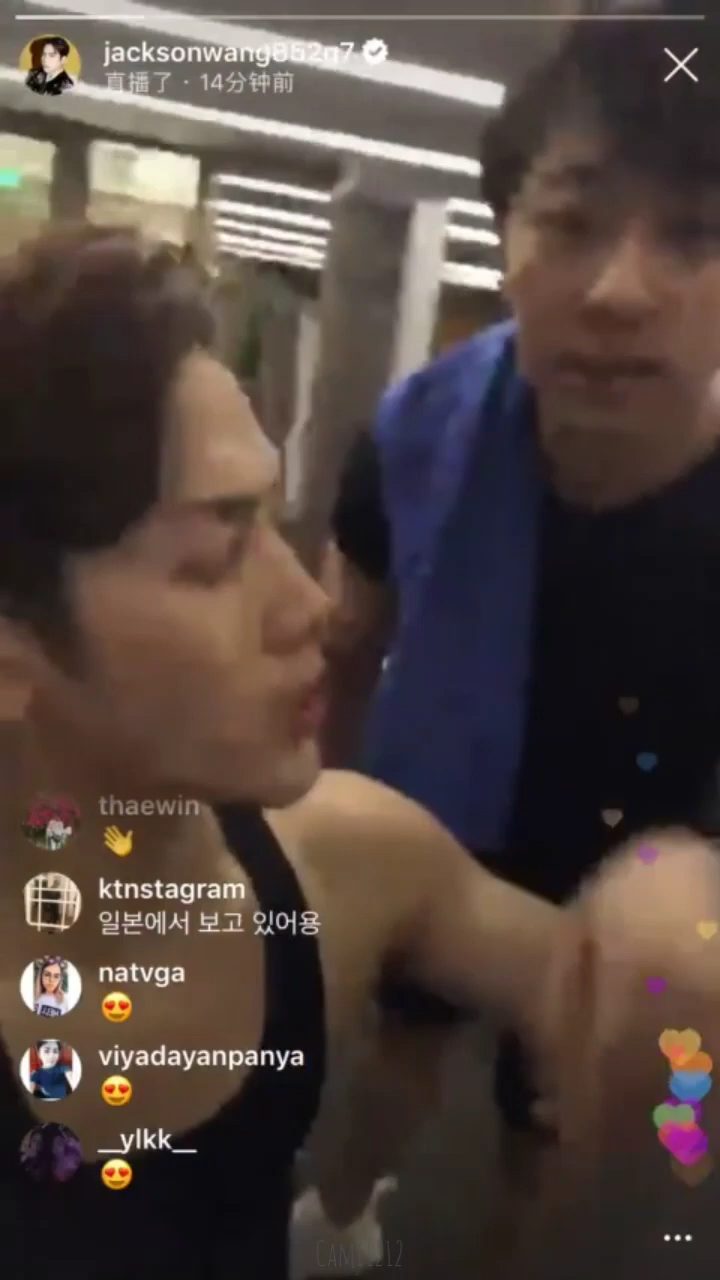 jacksonwang852g7
直播了 · 14分钟前
thaewin
👋
ktnstagram
일본에서 보고 있어용
natvga
😍
viyadayanpanya
😍
__ylkk__
😍